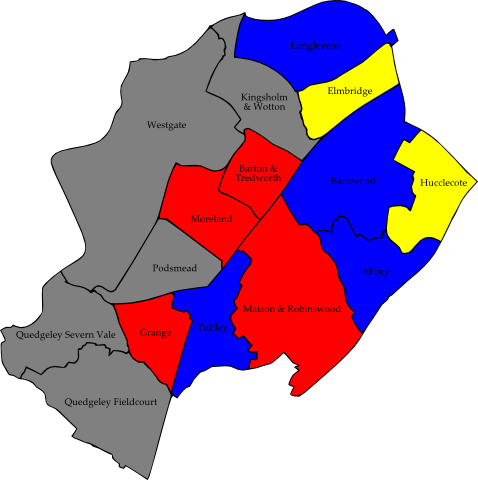 Longlevens
Elmbridge
Kingsholm
& Wotton
Westgate
Barton &
Tredworth
Barnwood
Hucclecote
Moreland
Podsmead
Abbey
Matson & Robinswood
Tuffley
Grange
Quedgeley Severn Vale
Quedgeley Fieldcourt